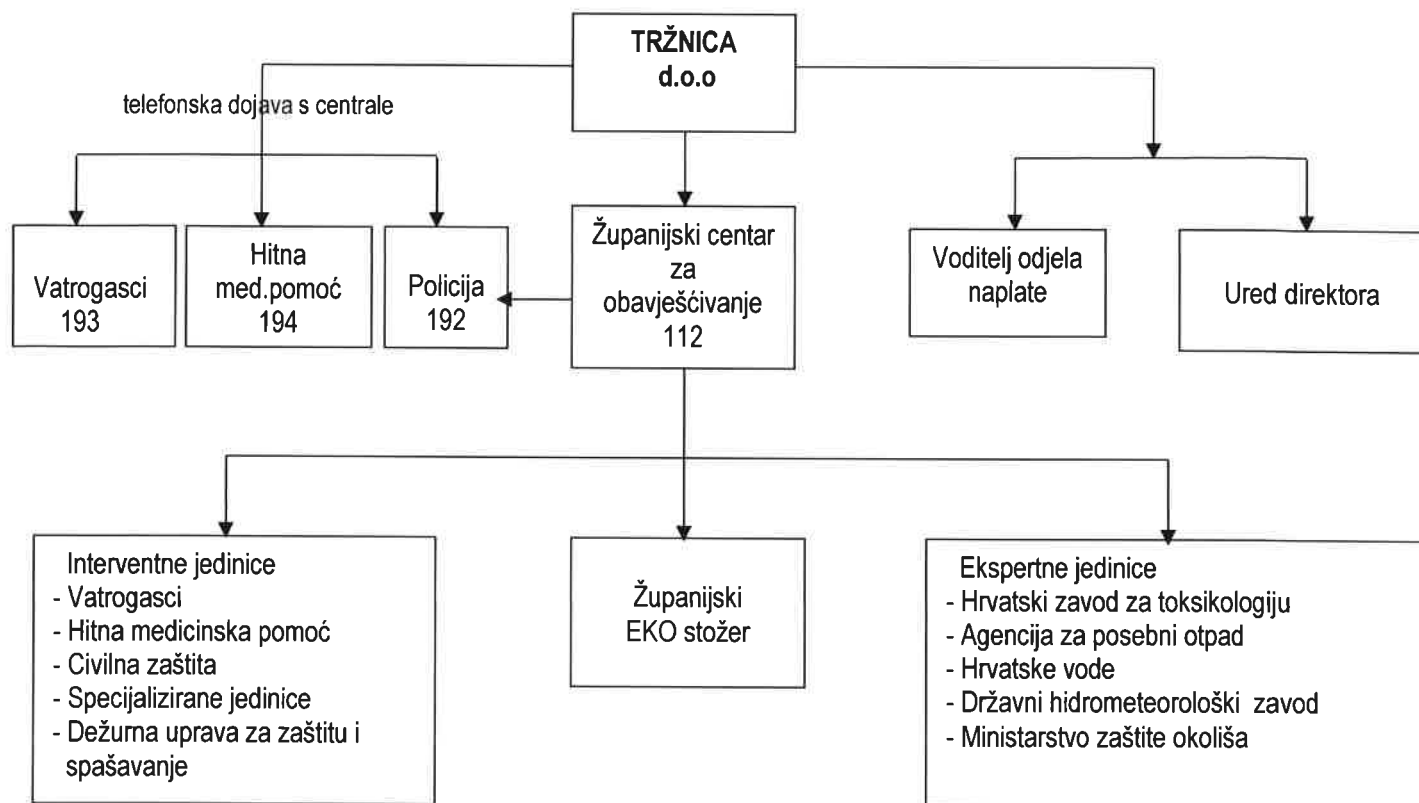 TRŽNICA
d.o.o
telefonska dojava s centrale
Vatrogasci
193
Hitna
med.pomoć
194
Policija
192
Županijski centar
za
obavješćivanje
112
Voditelj odjela
naplate
Ured direktora
Interventne jedinice
- Vatrogasci
- Hitna medicinska pomoć
- Civilna zaštita
- Specijalizirane jedinice
- Dežurna uprava za zaštitu i
spašavanje
Županijski
EKO stožer
Ekspertne jedinice
- Hrvatski zavod za toksikologiju
- Agencija za posebni otpad
- Hrvatske vode
- Državni hidrometeorološki zavod
- Ministarstvo zaštite okoliša